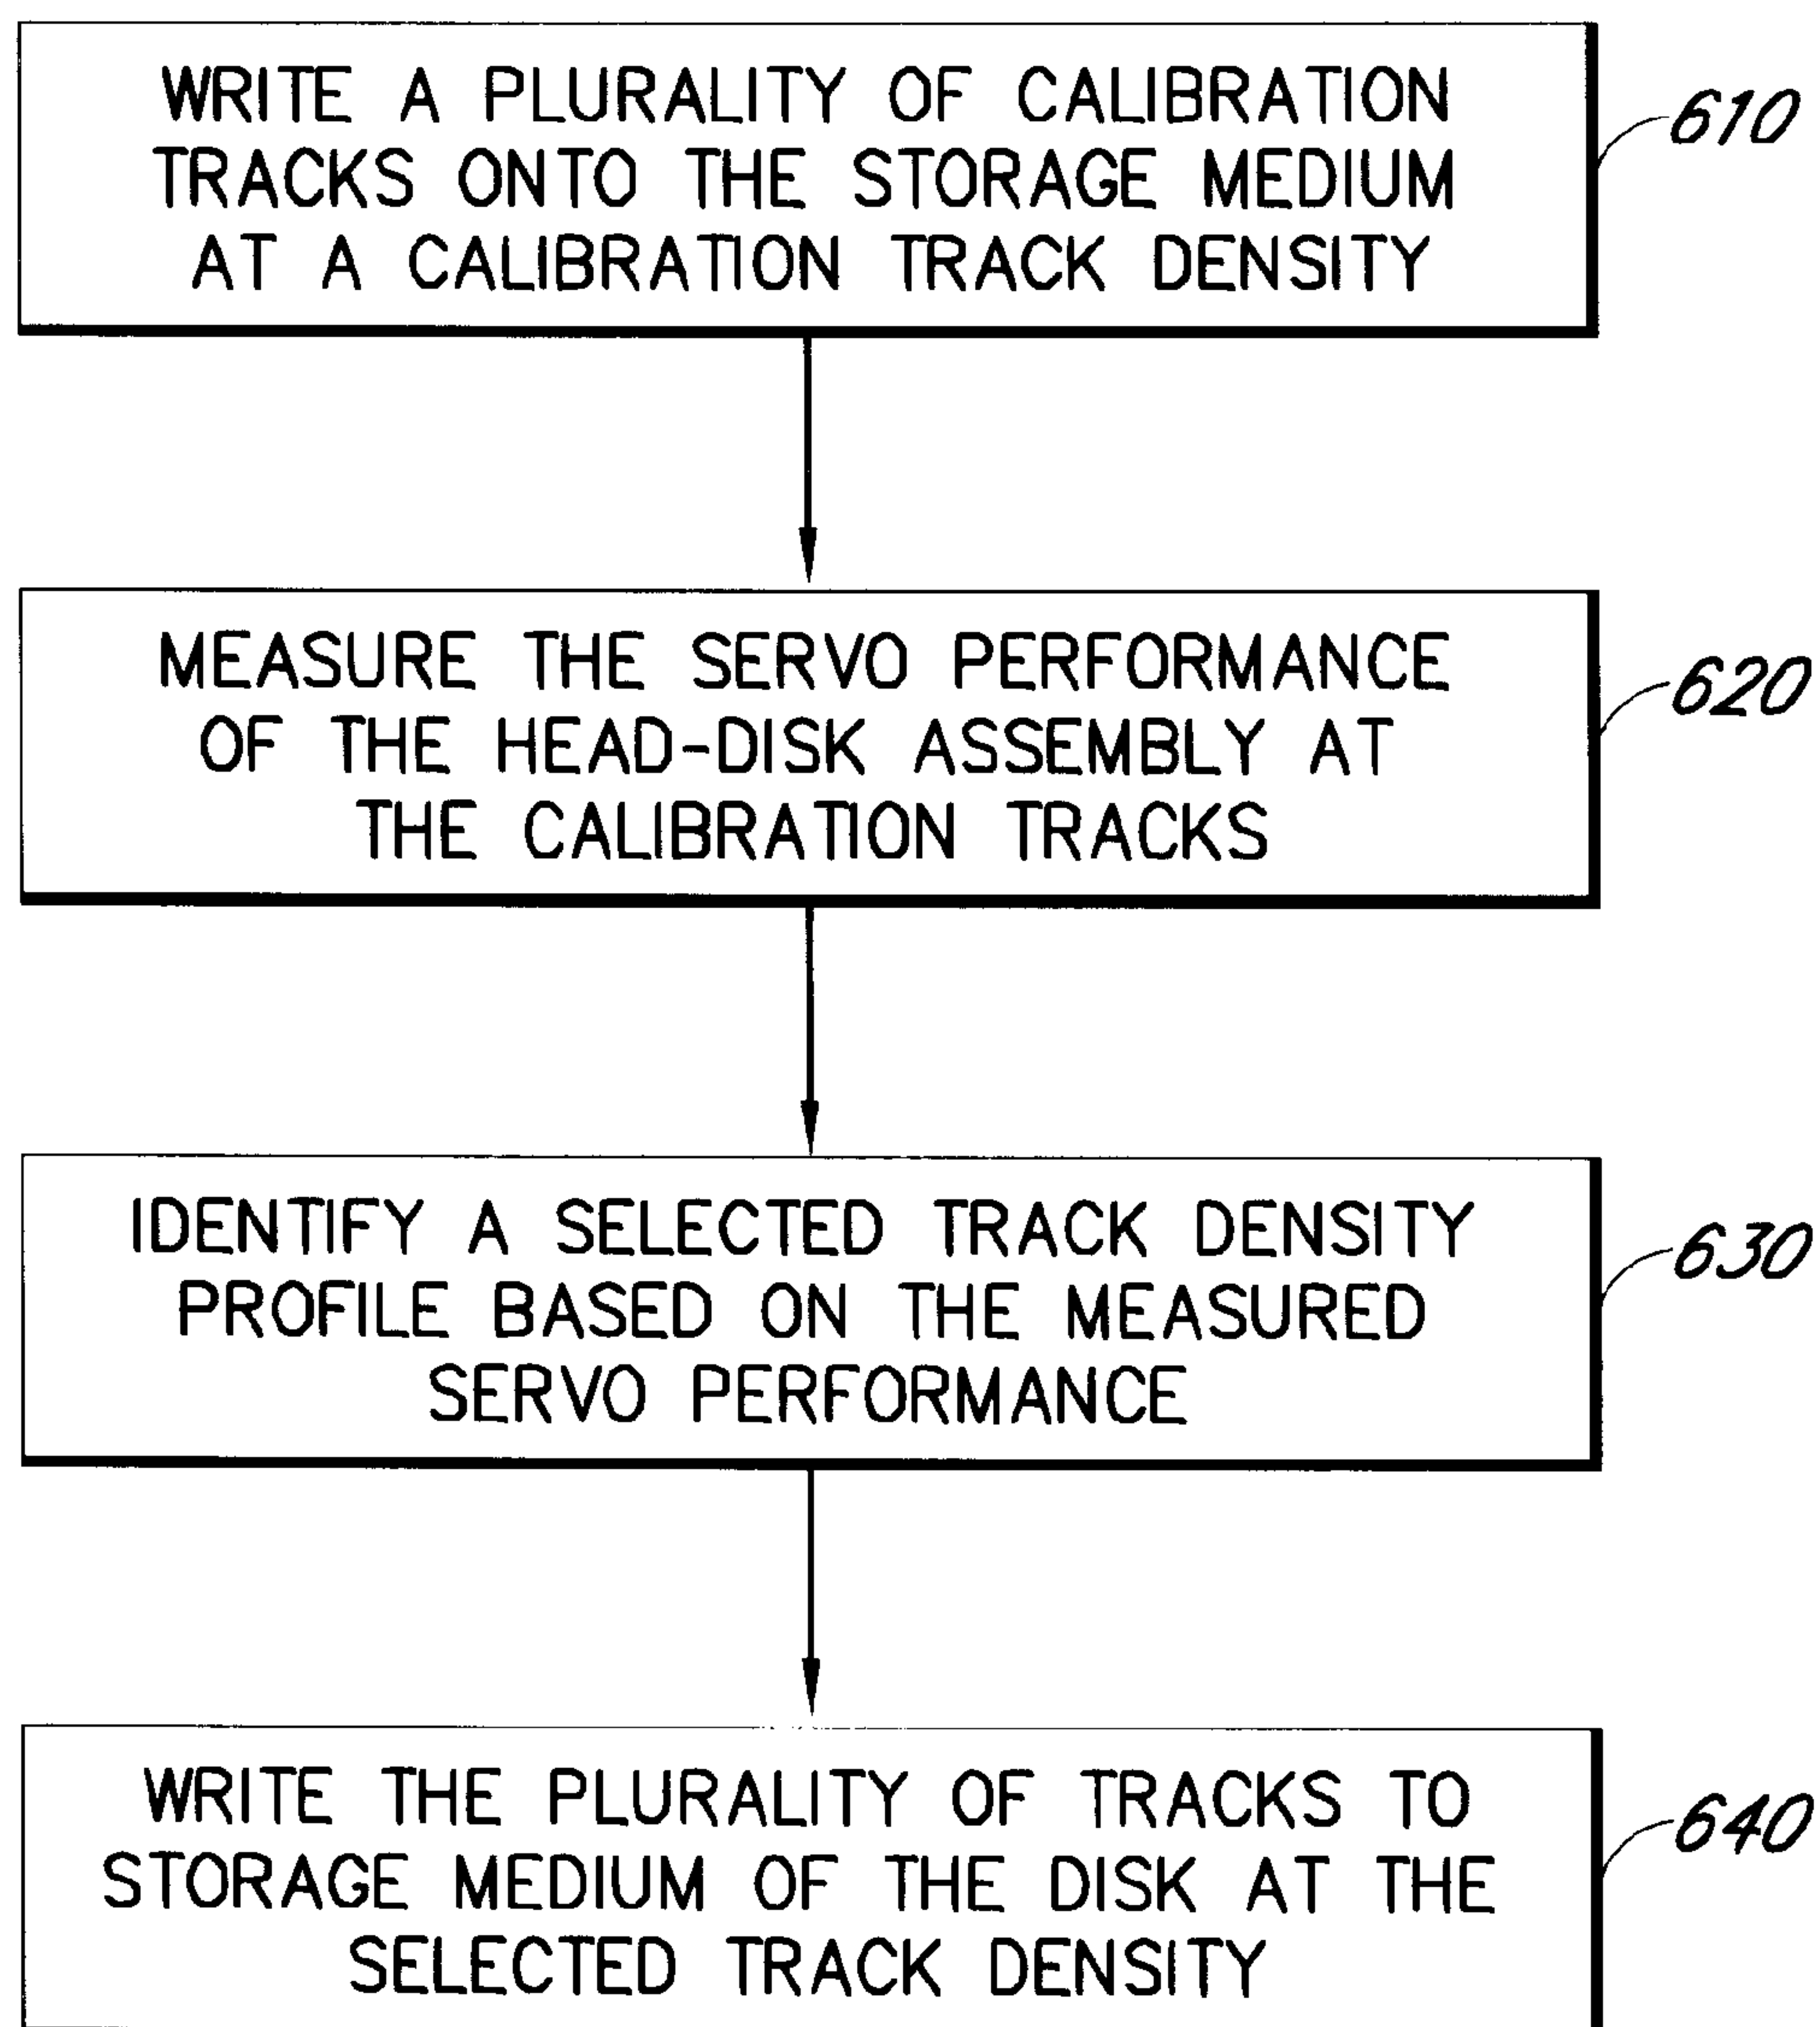 WRITE A PLURALITY OF CALIBRATION
TRACKS ONTO THE STORAGE MEDIUM
AT A CALIBRATION TRACK DENSITY
610
MEASURE THE SERVO PERFORMANCE
OF THE HEAD-DISK ASSEMBLY AT
THE CALIBRATION TRACKS
620
IDENTIFY A SELECTED TRACK DENSITY
PROFILE BASED ON THE MEASURED
SERVO PERFORMANCE
630
WRITE THE PLURALITY OF TRACKS TO
STORAGE MEDIUM OF THE DISK AT THE
SELECTED TRACK DENSITY
640